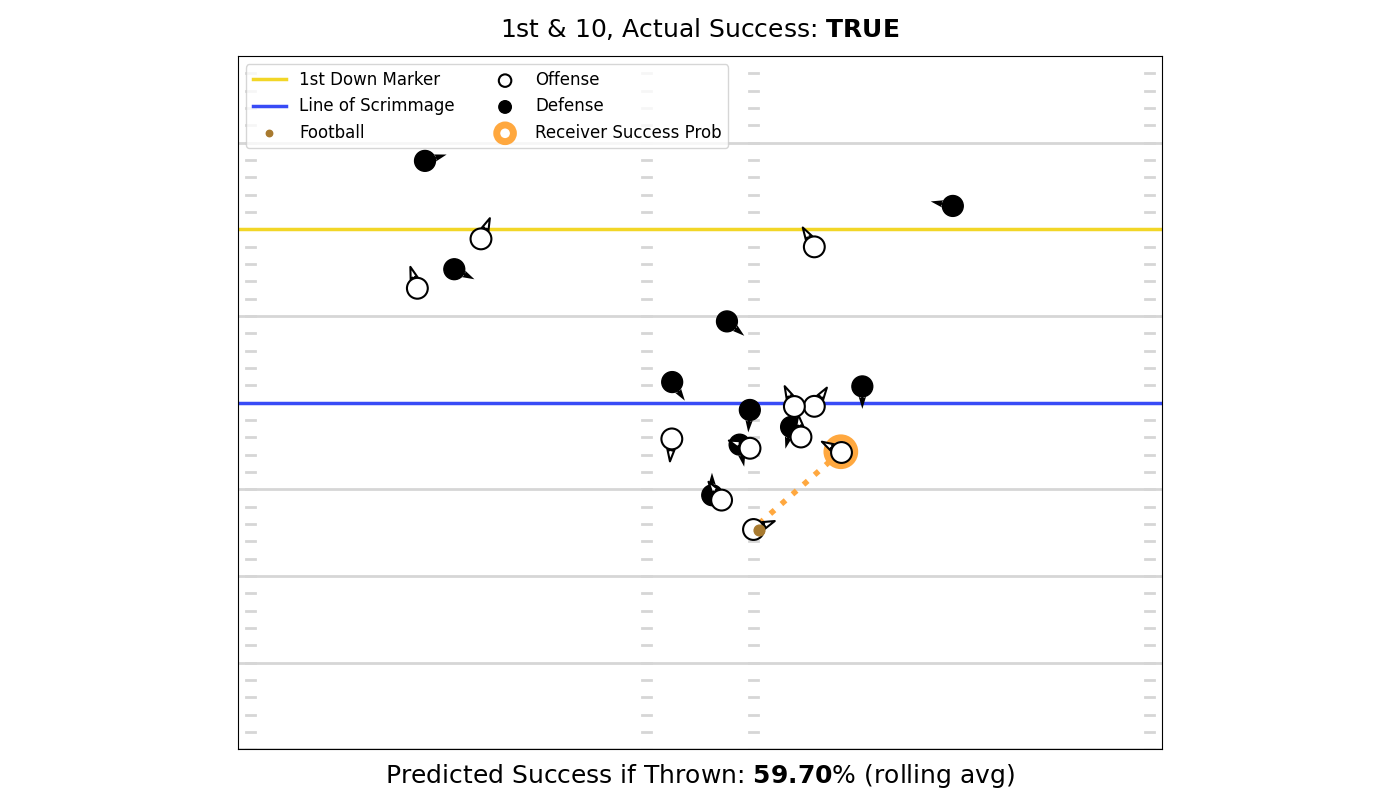 1st & 10, Actual Success: TRUE
1st Down Marker
Line of Scrimmage
Football
Offense
Defense
Receiver Success Prob
Predicted Success if Thrown: 59.70% (rolling avg)